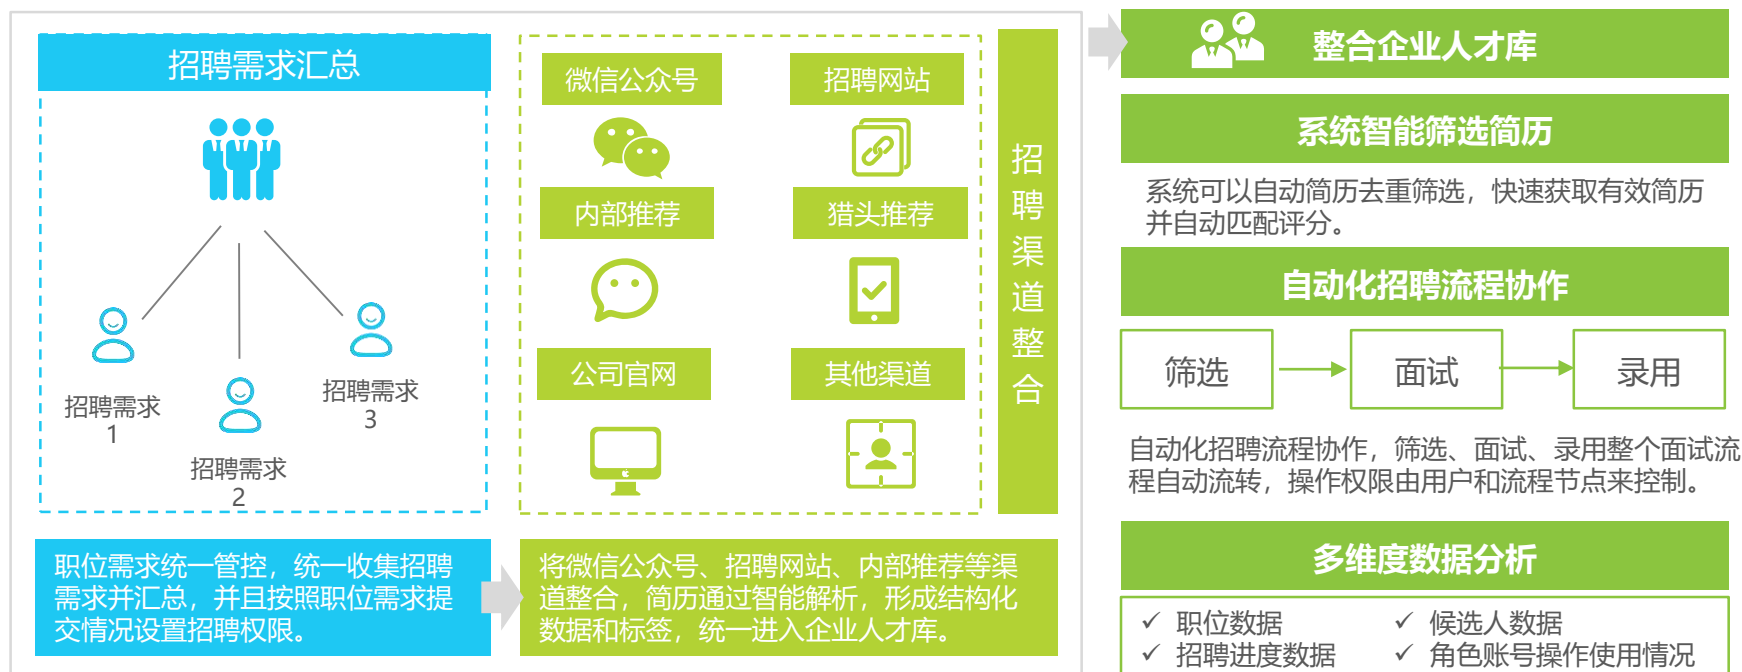 招聘需求汇总
招聘需求
1
招聘需求
2
招聘需求
3
职位需求统一管控，统一收集招聘
需求并汇总，并且按照职位需求提
交情况设置招聘权限。
微信公众号
招聘网站
内部推荐
猎头推荐
公司官网
其他渠道
招聘渠道整合
将微信公众号、招聘网站、内部推荐等渠
道整合，简历通过智能解析，形成结构化
数据和标签，统一进入企业人才库。
整合企业人才库
系统智能筛选简历
系统可以自动简历去重筛选，快速获取有效简历
并自动匹配评分。
自动化招聘流程协作
筛选
面试
录用
自动化招聘流程协作，筛选、面试、录用整个面试流
程自动流转，操作权限由用户和流程节点来控制。
多维度数据分析
✓ 职位数据
✓ 候选人数据
✓ 招聘进度数据
✓ 角色账号操作使用情况